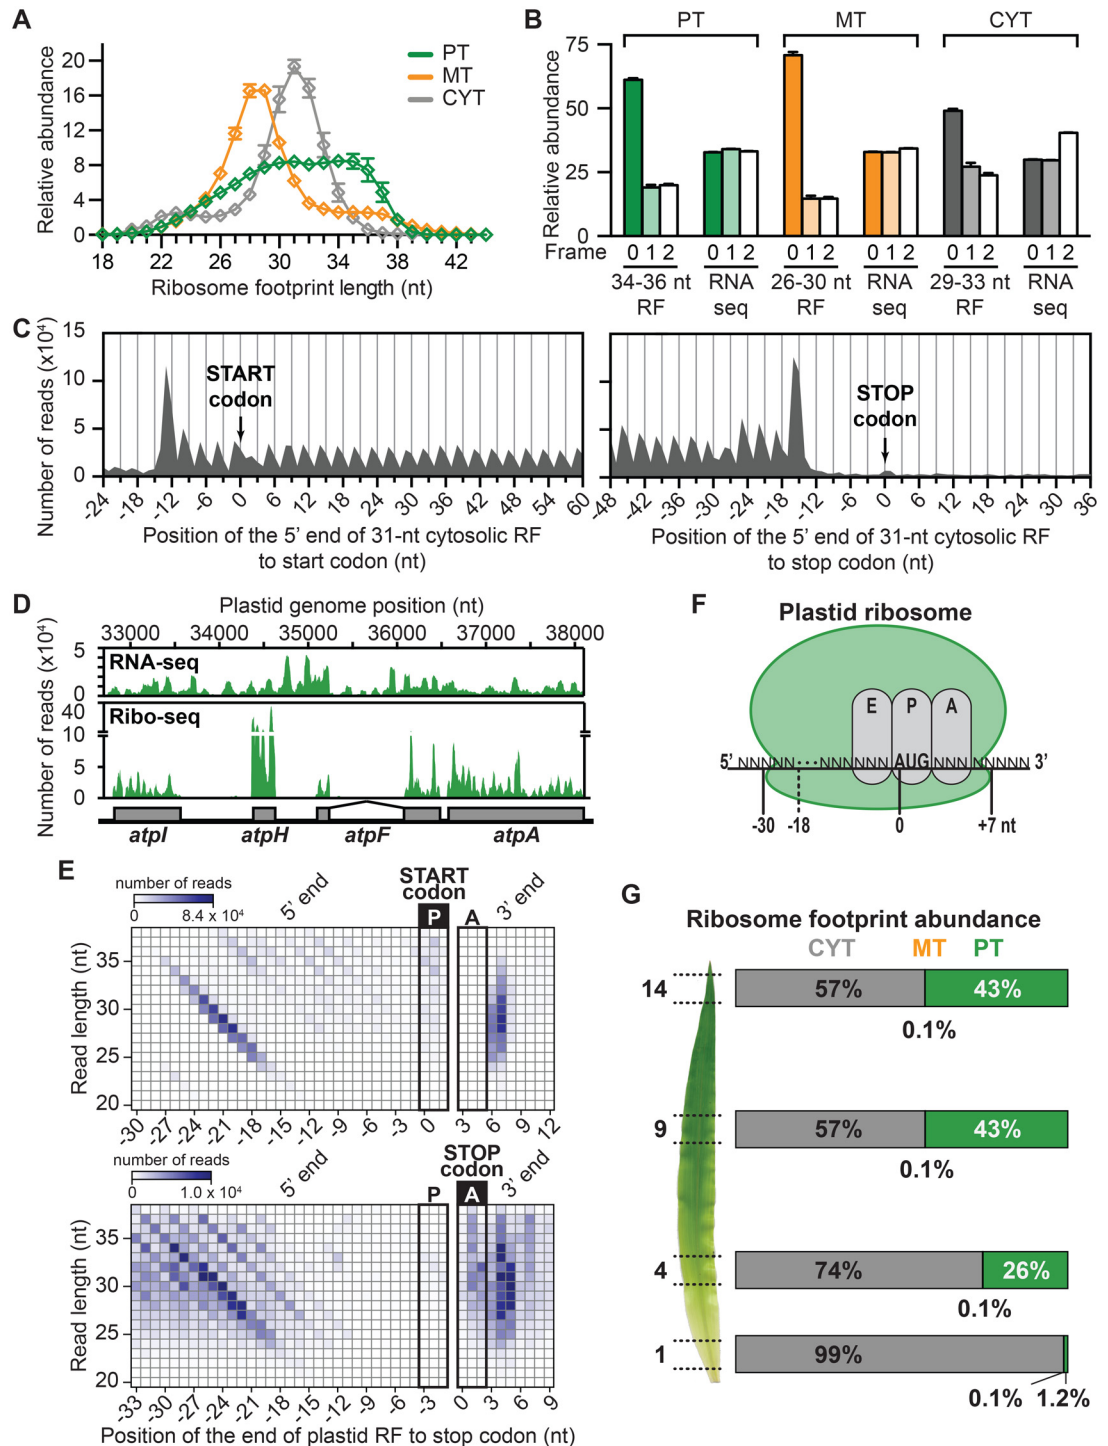 A
Relative abundance
20
16
12
8
4
0
PT
MT
CYT
18 22 26 30 34 38 42
Ribosome footprint length (nt)
B
PT MT CYT
Relative abundance
75
50
25
0
Frame 0 1 2 0 1 2 0 1 2 0 1 2 0 1 2 0 1 2
34-36 nt RNA 26-30 nt RNA 29-33 nt RNA
RF seq RF seq RF seq
C
Number of reads (x10⁴)
15
10
5
0
START
codon
-24 -18 -12 -6 0 6 12 18 24 30 36 42 48 54 60
Position of the 5’ end of 31-nt cytosolic RF
to start codon (nt)
STOP
codon
-48 -42 -36 -30 -24 -18 -12 -6 0 6 12 18 24 30 36
Position of the 5’ end of 31-nt cytosolic RF
to stop codon (nt)
D
Plastid genome position (nt)
33000 34000 35000 36000 37000 38000
Number of reads (x10⁴)
5
0
RNA-seq
40
10
5
0
Ribo-seq
atpI atpH atpF atpA
E
number of reads
0 8.4 x 10⁴
5’ end
START
codon
P A
3’ end
Read length (nt)
35
30
25
20
-30 -27 -24 -21 -18 -15 -12 -9 -6 -3 0 3 6 9 12
number of reads
0 1.0 x 10⁴
5’ end
STOP
codon
P A
3’ end
Read length (nt)
35
30
25
20
-33 -30 -27 -24 -21 -18 -15 -12 -9 -6 -3 0 3 6 9
Position of the end of plastid RF to stop codon (nt)
F
Plastid ribosome
E P A
5’ NNNNN···NNNNNNNAUGNNN NNNNN 3’
-30 -18 0 +7 nt
G
Ribosome footprint abundance
CYT MT PT
14 57% 43%
0.1%
9 57% 43%
0.1%
4 74% 26%
0.1%
1 99%
0.1% 1.2%